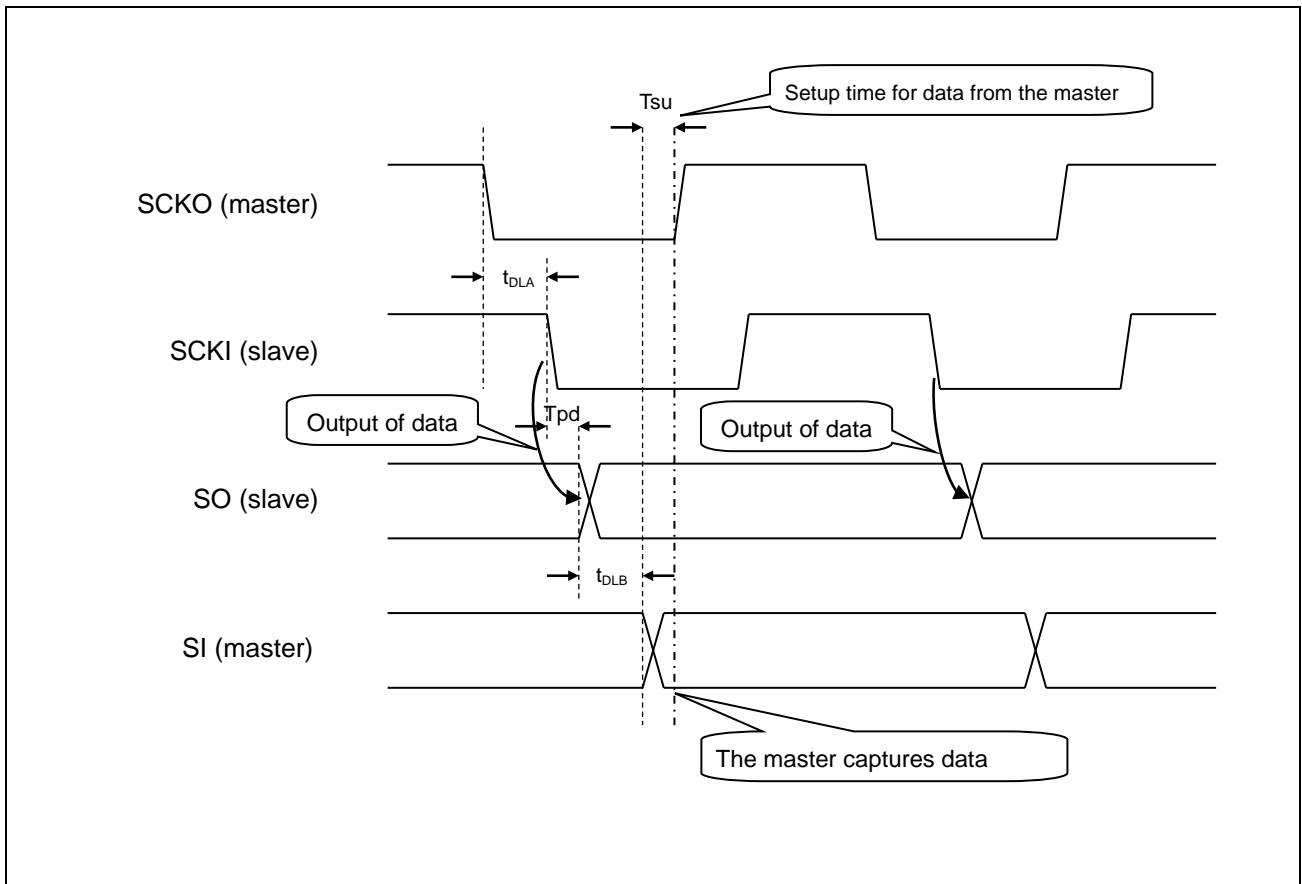 Tsu
Setup time for data from the master
SCKO (master)
tDLA
SCKI (slave)
Output of data
Tpd
Output of data
SO (slave)
tDLB
SI (master)
The master captures data